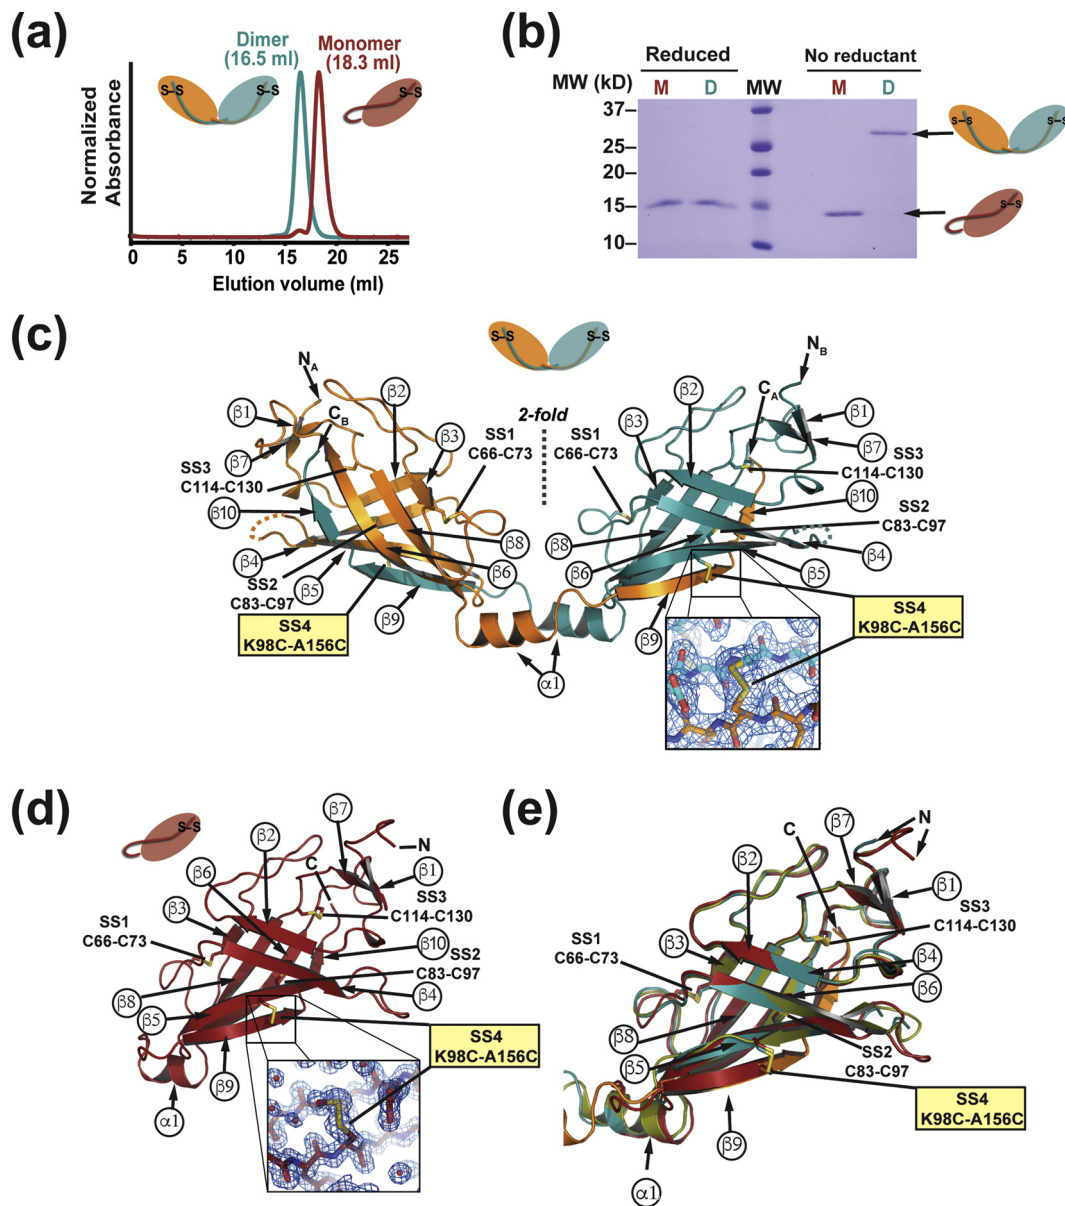 (a)
Dimer
(16.5 ml)
Monomer
(18.3 ml)
S–S
S–S
S–S
Normalized
Absorbance
0
5
10
15
20
25
Elution volume (ml)
(b)
Reduced
No reductant
MW (kD)
M
D
MW
M
D
37
25
20
15
10
S–S
S–S
S–S
(c)
S–S
S–S
N_A
C_B
β1
β2
β3
β7
SS3
C114-C130
β10
β4
β5
SS2
C83-C97
β9
β6
β8
SS1
C66-C73
SS4
K98C-A156C
2-fold
α1
N_B
C_A
β2
β3
SS1
C66-C73
β1
β7
SS3
C114-C130
β10
SS2
C83-C97
β4
β5
β8
β6
β9
SS4
K98C-A156C
(d)
S–S
β7
N
β2
C
β6
β1
SS3
C114-C130
SS1
C66-C73
β3
β10
SS2
C83-C97
β8
β4
β5
SS4
K98C-A156C
β9
α1
(e)
C
β7
N
β2
β1
SS3
C114-C130
SS1
C66-C73
β3
β4
β6
β8
SS2
C83-C97
β5
SS4
K98C-A156C
β9
α1